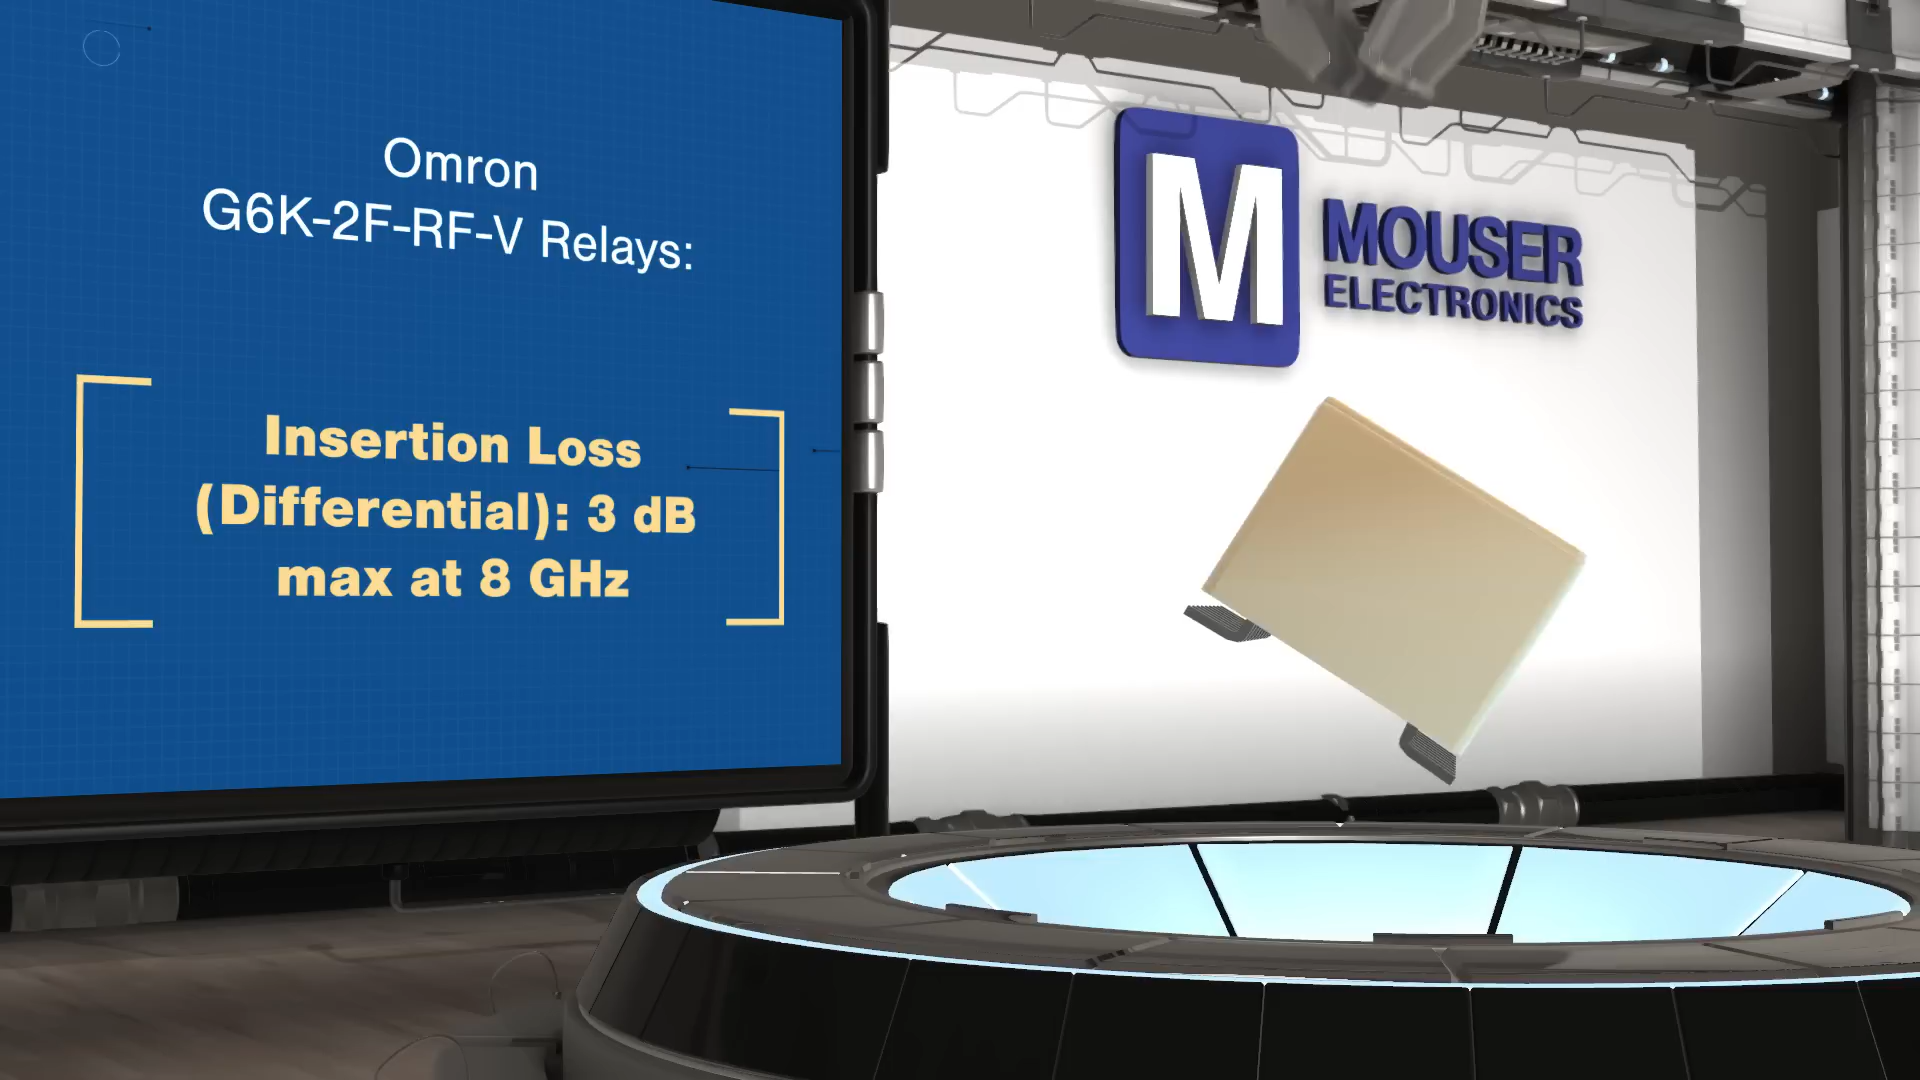 Omron
G6K-2F-RF-V Relays:
Insertion Loss
(Differential): 3 dB
max at 8 GHz
M
MOUSER
ELECTRONICS